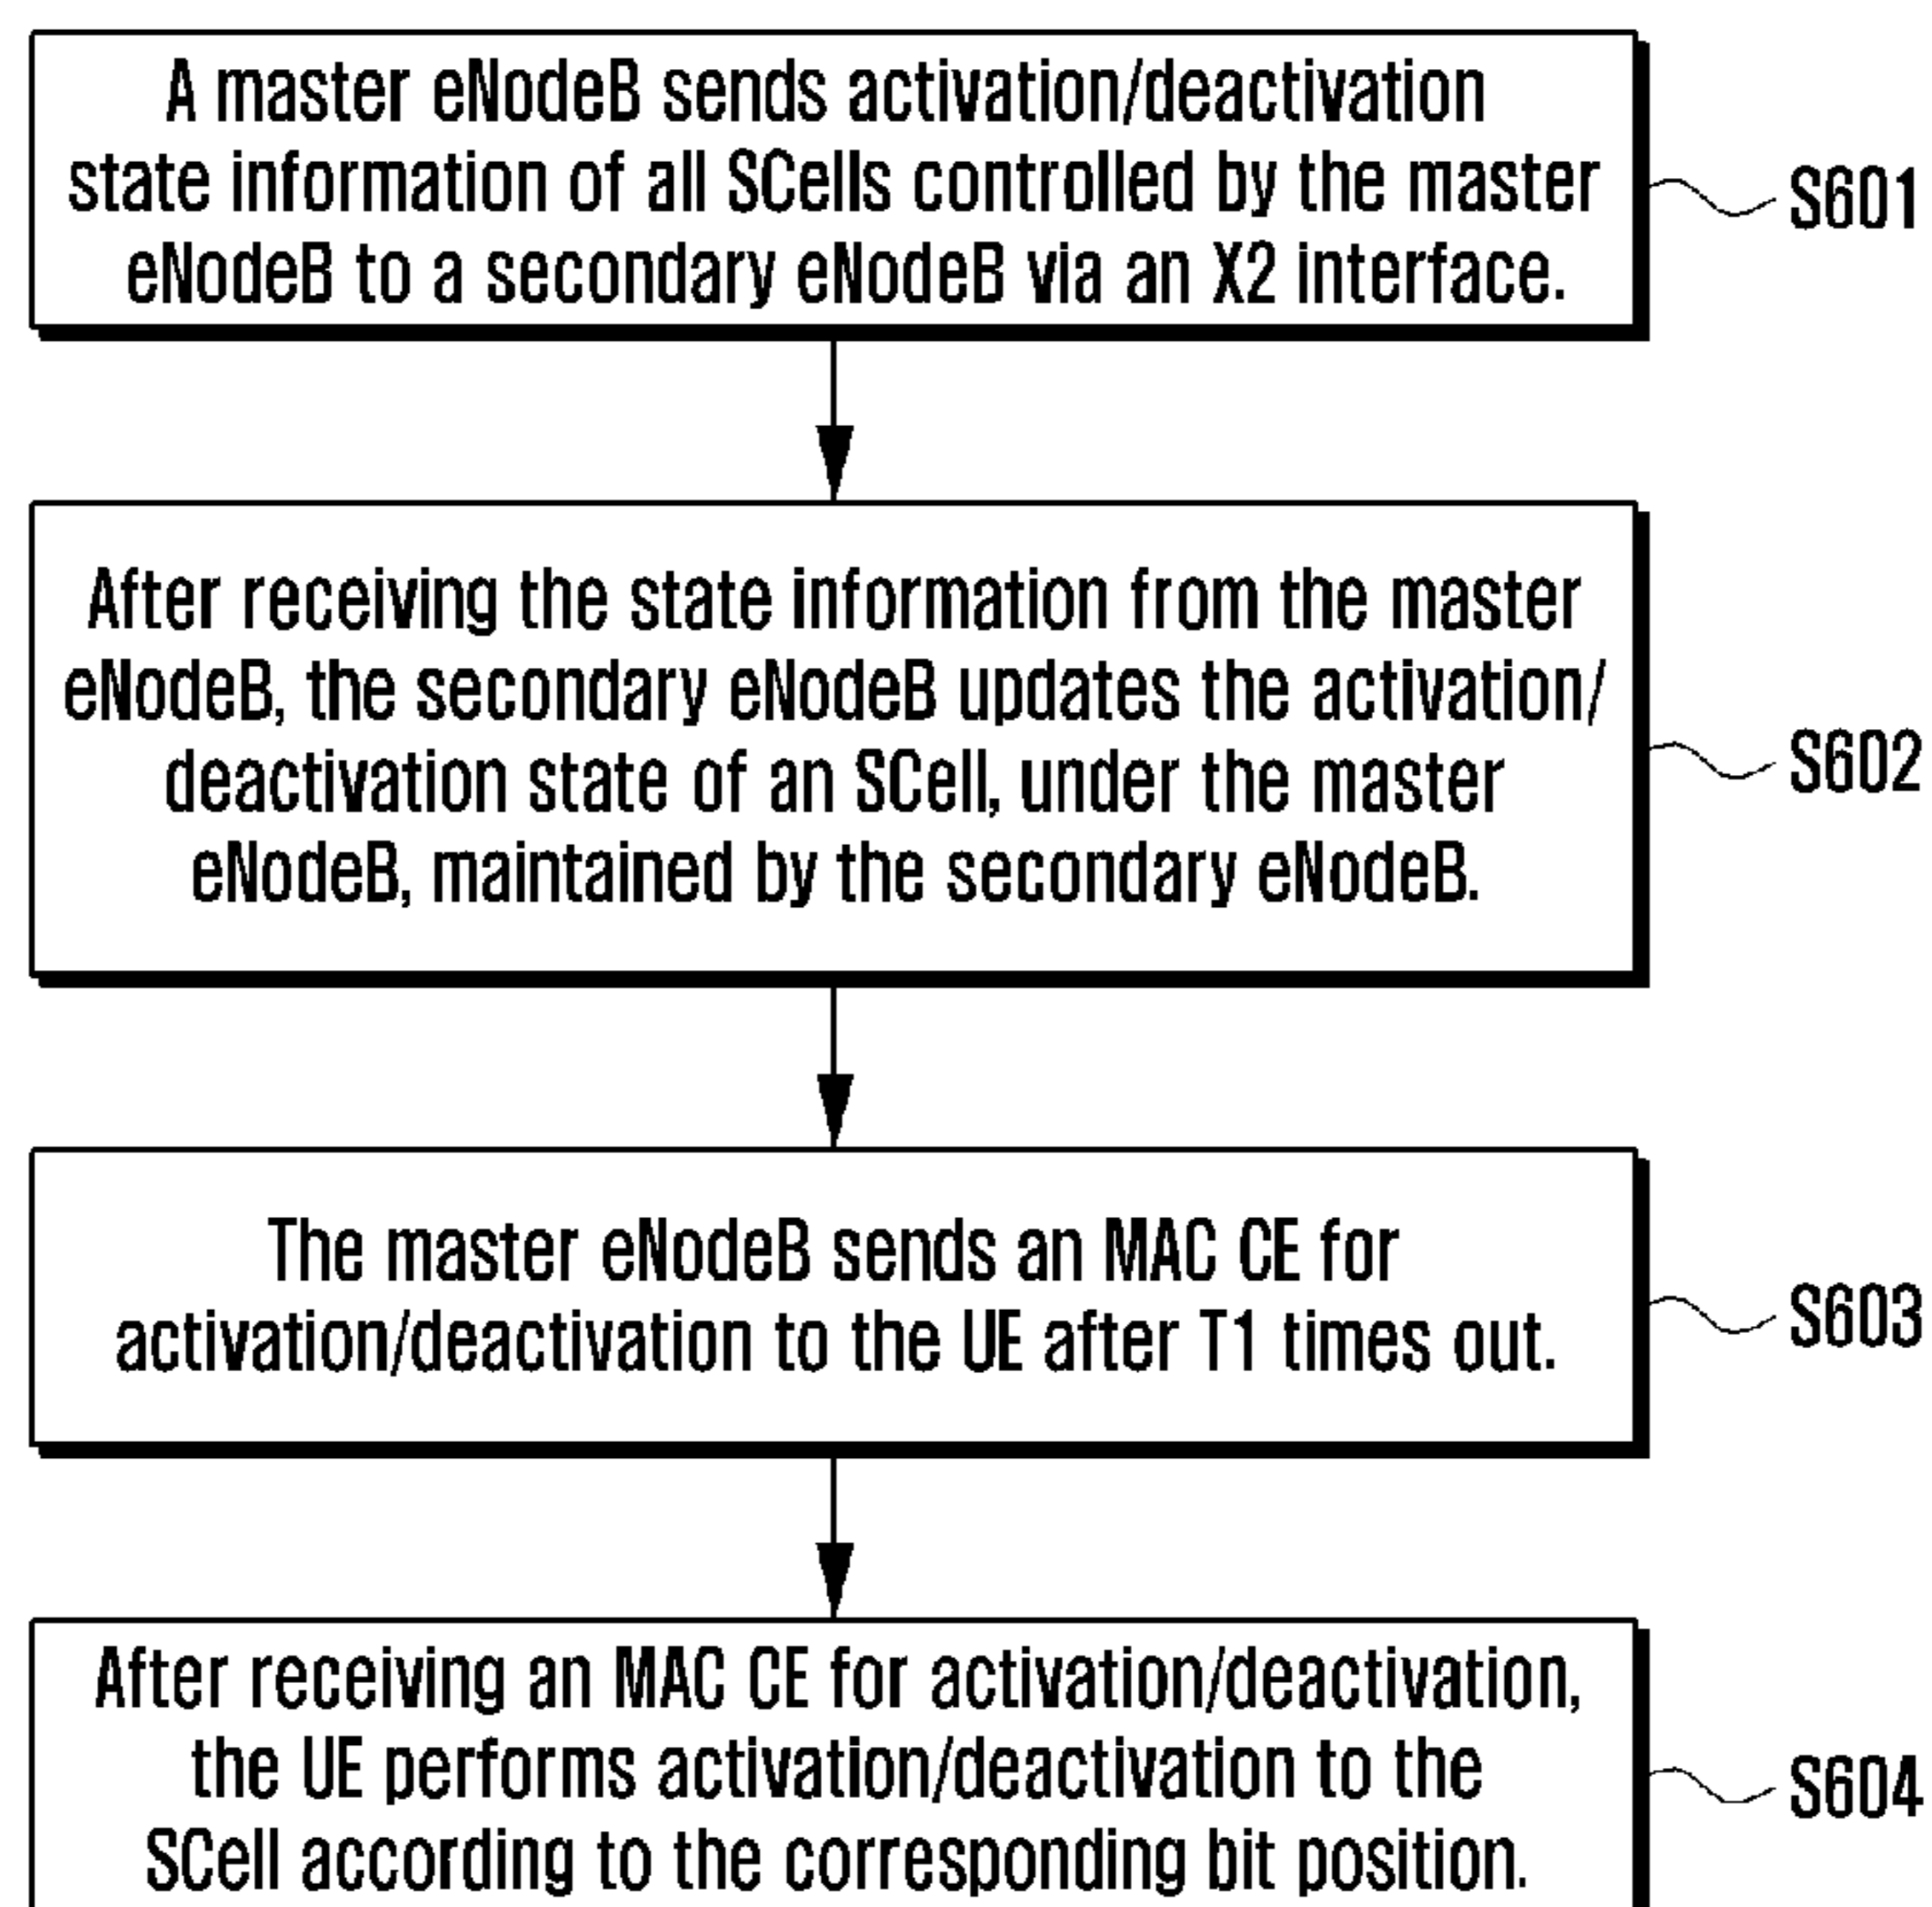 A master eNodeB sends activation/deactivation
state information of all SCells controlled by the master
eNodeB to a secondary eNodeB via an X2 interface.
S601
After receiving the state information from the master
eNodeB, the secondary eNodeB updates the activation/
deactivation state of an SCell, under the master
eNodeB, maintained by the secondary eNodeB.
S602
The master eNodeB sends an MAC CE for
activation/deactivation to the UE after T1 times out.
S603
After receiving an MAC CE for activation/deactivation,
the UE performs activation/deactivation to the
SCell according to the corresponding bit position.
S604